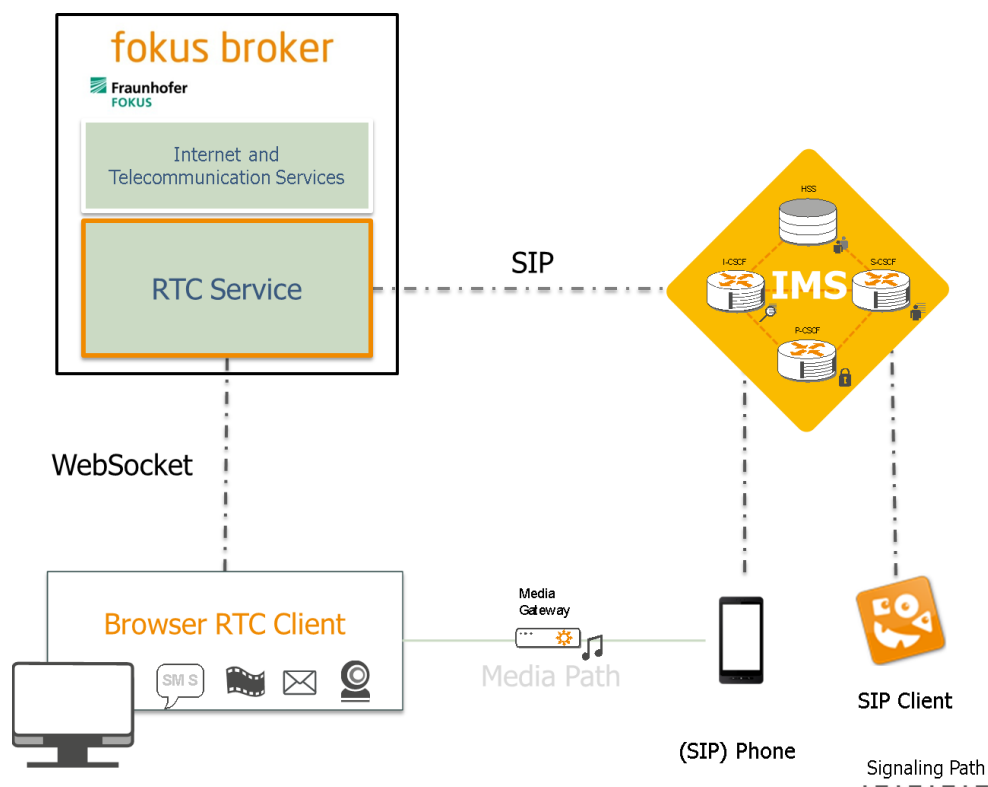 fokus broker
Fraunhofer
FOKUS
Internet and
Telecommunication Services
RTC Service
SIP
HSS
I-CSCF
S-CSCF
IMS
P-CSCF
WebSocket
Browser RTC Client
SMS
Media
Gateway
Media Path
SIP Client
(SIP) Phone
Signaling Path